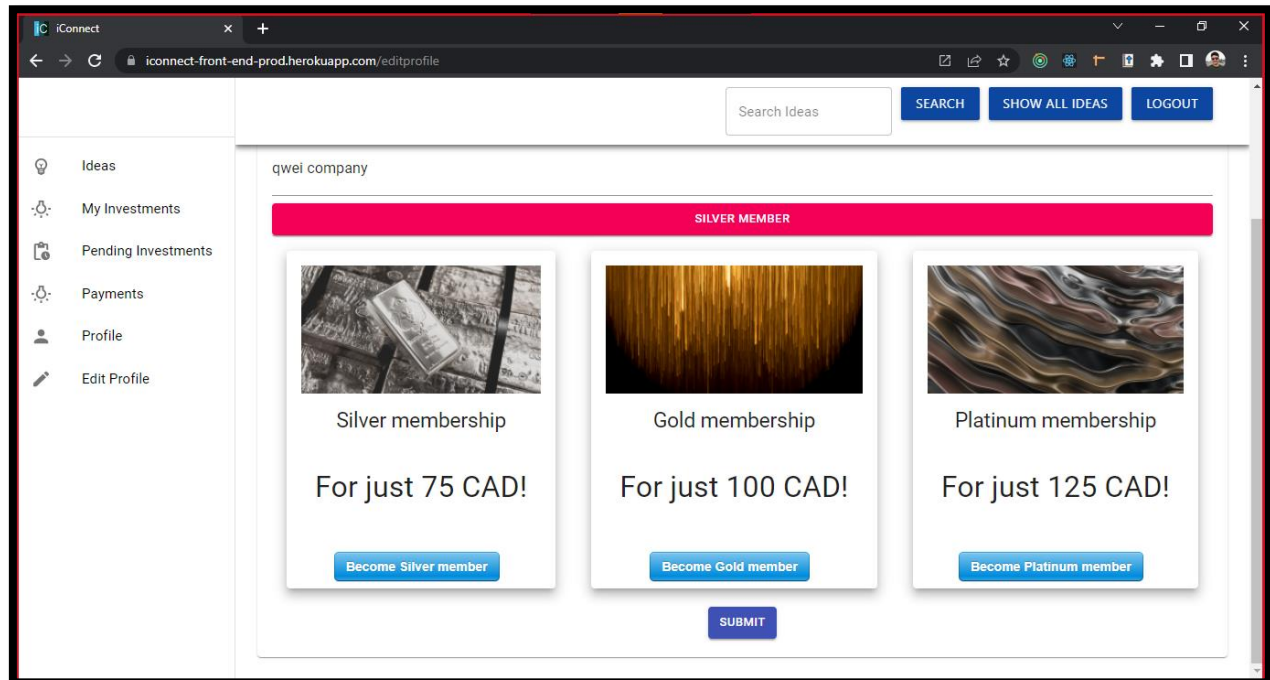 iConnect
iconnect-front-end-prod.herokuapp.com/editprofile
Search Ideas
SEARCH
SHOW ALL IDEAS
LOGOUT
Ideas
My Investments
Pending Investments
Payments
Profile
Edit Profile
qwei company
SILVER MEMBER
Silver membership
For just 75 CAD!
Become Silver member
Gold membership
For just 100 CAD!
Become Gold member
Platinum membership
For just 125 CAD!
Become Platinum member
SUBMIT